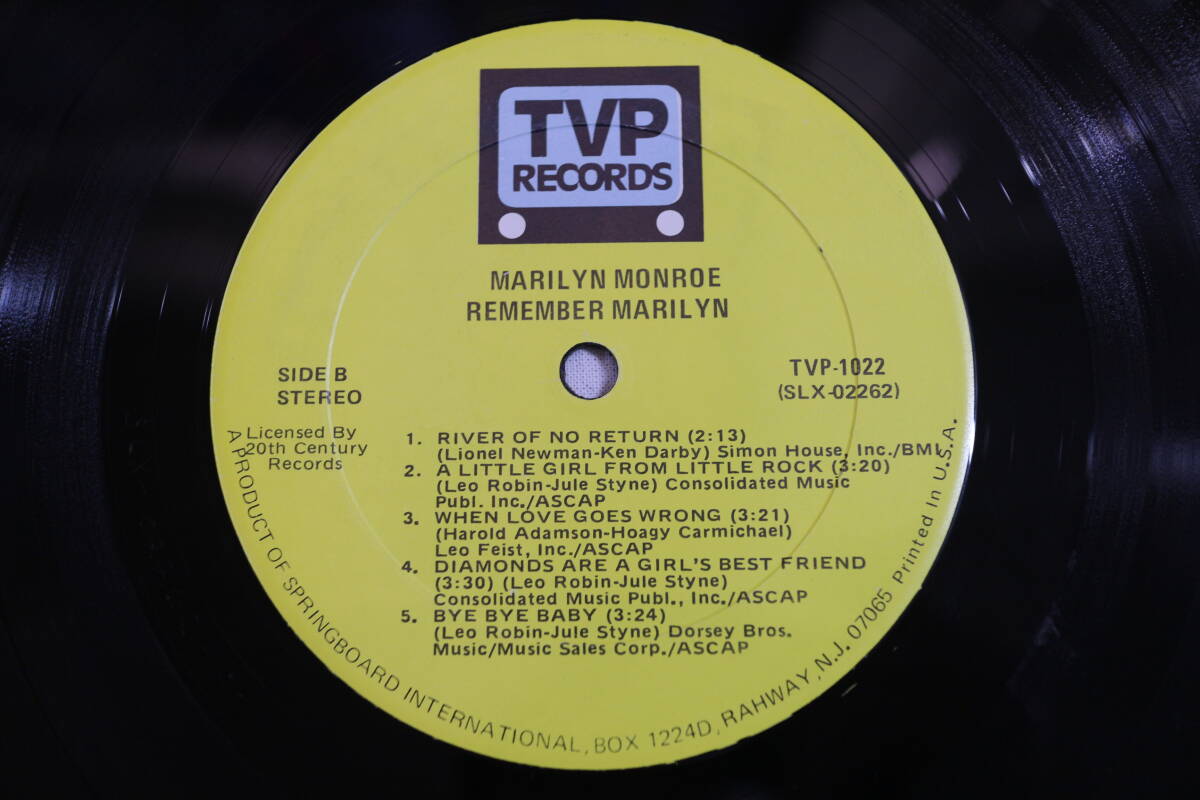 TVP
RECORDS
MARILYN MONROE
REMEMBER MARILYN
SIDE B
STEREO
TVP-1022
(SLX-02262)
Licensed By
20th Century
Records
1. RIVER OF NO RETURN (2:13)
(Lionel Newman-Ken Darby) Simon House, Inc./BMI
2. A LITTLE GIRL FROM LITTLE ROCK (3:20)
(Leo Robin-Jule Styne) Consolidated Music
Publ. Inc./ASCAP
3. WHEN LOVE GOES WRONG (3:21)
(Harold Adamson-Hoagy Carmichael)
Leo Feist, Inc./ASCAP
4. DIAMONDS ARE A GIRL'S BEST FRIEND
(3:30) (Leo Robin-Jule Styne)
Consolidated Music Publ., Inc./ASCAP
5. BYE BYE BABY (3:24)
(Leo Robin-Jule Styne) Dorsey Bros.
Music/Music Sales Corp./ASCAP
A PRODUCT OF SPRINGBOARD INTERNATIONAL, BOX 1224D, RAHWAY, N.J. 07065 Printed In U.S.A.